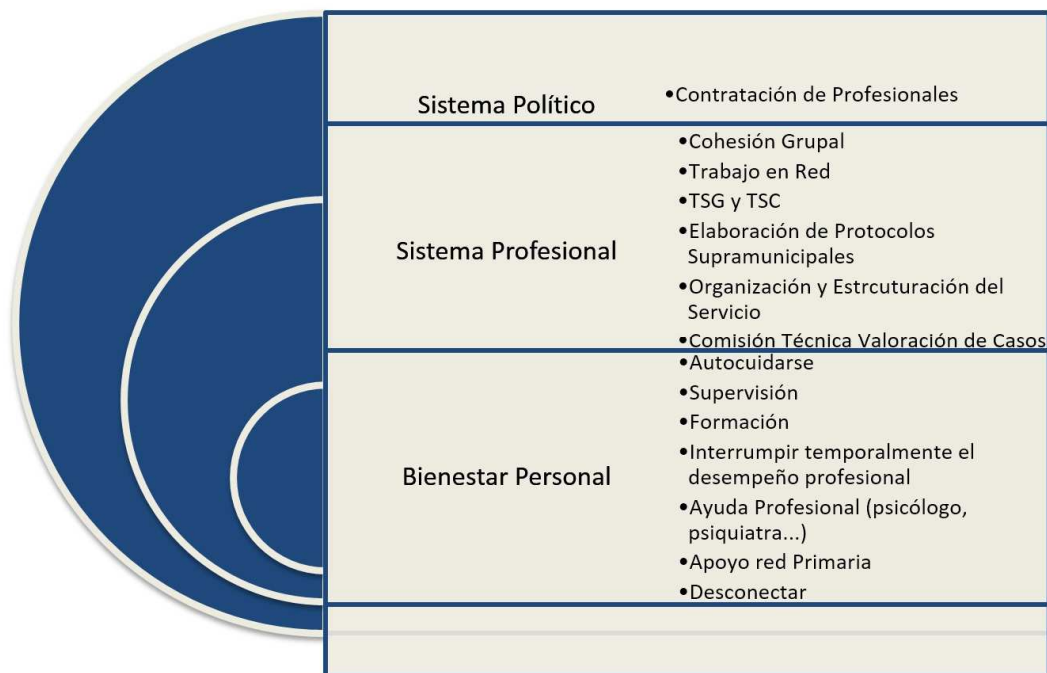 Sistema Político
•Contratación de Profesionales
Sistema Profesional
•Cohesión Grupal
•Trabajo en Red
•TSG y TSC
•Elaboración de Protocolos
Supramunicipales
•Organización y Estrcuturación del
Servicio
•Comisión Técnica Valoración de Casos
Bienestar Personal
•Autocuidarse
•Supervisión
•Formación
•Interrumpir temporalmente el
desempeño profesional
•Ayuda Profesional (psicólogo,
psiquiatra...)
•Apoyo red Primaria
•Desconectar